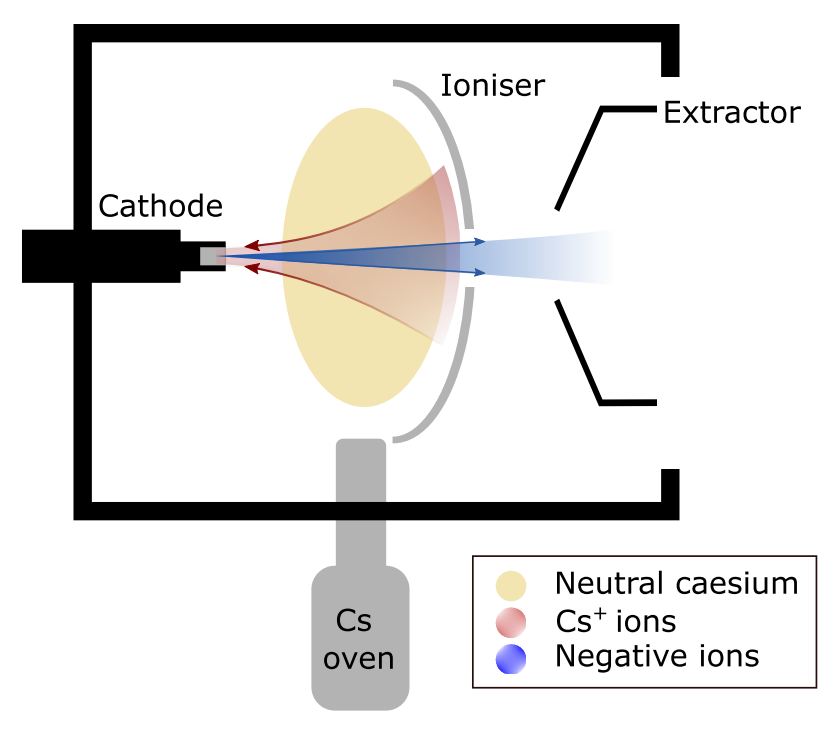 Ioniser
Extractor
Cathode
Cs
oven
Neutral caesium
Cs⁺ ions
Negative ions